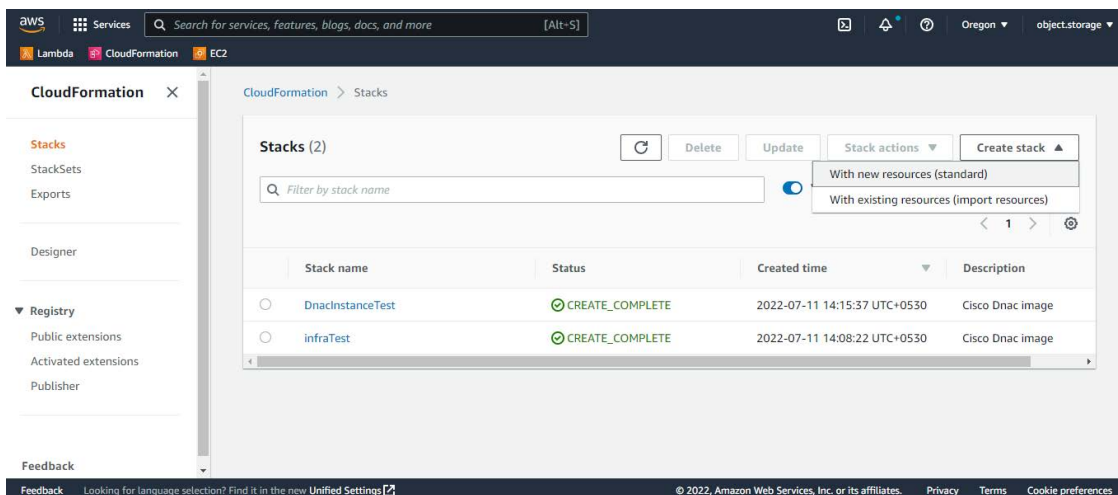 aws Services Search for services, features, blogs, docs, and more [Alt+S] Oregon ▼ object.storage ▼
Lambda CloudFormation EC2
CloudFormation
Stacks
StackSets
Exports
Designer
▼ Registry
Public extensions
Activated extensions
Publisher
Feedback
CloudFormation > Stacks
Stacks (2) Delete Update Stack actions ▼ Create stack ▲
With new resources (standard)
Filter by stack name
With existing resources (import resources)
< 1 >
Stack name Status Created time ▼ Description
DnacInstanceTest CREATE_COMPLETE 2022-07-11 14:15:37 UTC+0530 Cisco Dnac image
infraTest CREATE_COMPLETE 2022-07-11 14:08:22 UTC+0530 Cisco Dnac image
Feedback Looking for language selection? Find it in the new Unified Settings © 2022, Amazon Web Services, Inc. or its affiliates. Privacy Terms Cookie preferences